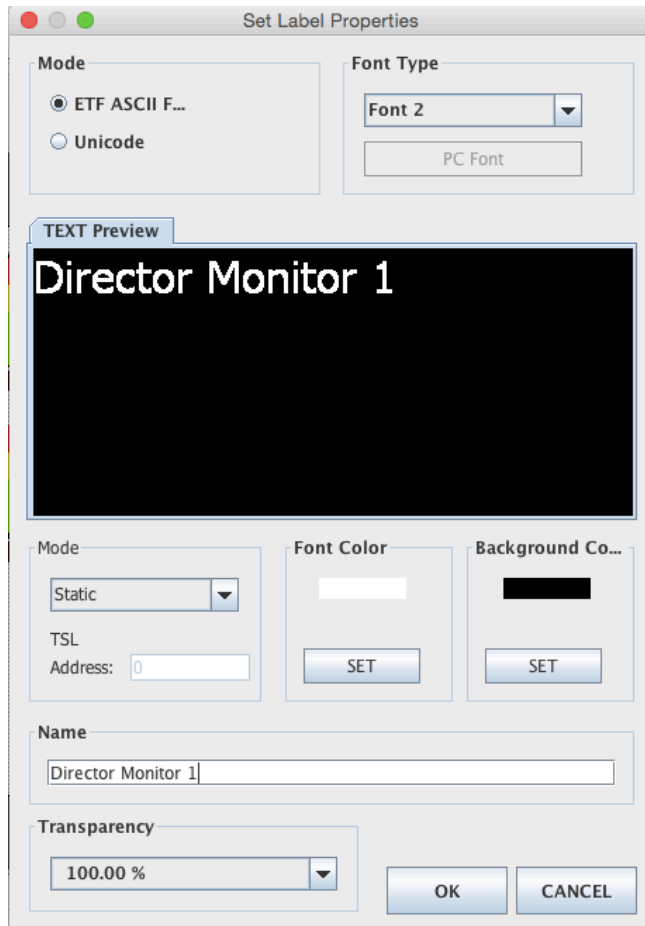 Set Label Properties
Mode
ETF ASCII F...
Unicode
Font Type
Font 2
PC Font
TEXT Preview
Director Monitor 1
Mode
Static
TSL
Address: 0
Font Color
SET
Background Co...
SET
Name
Director Monitor 1
Transparency
100.00 %
OK
CANCEL